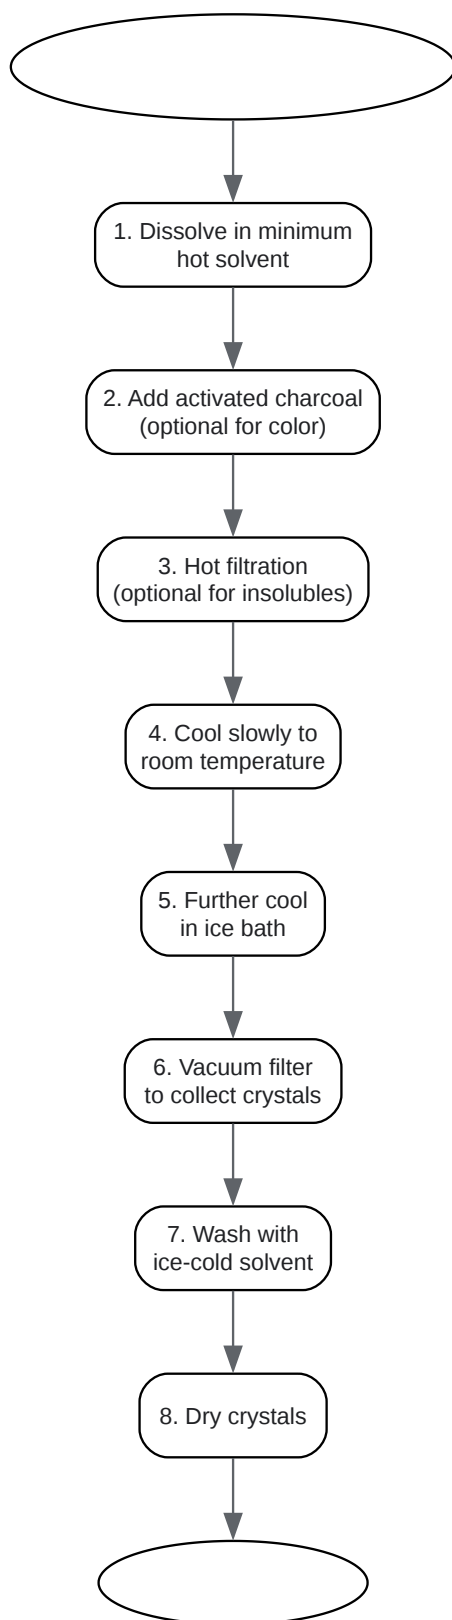 1. Dissolve in minimum
hot solvent
2. Add activated charcoal
(optional for color)
3. Hot filtration
(optional for insolubles)
4. Cool slowly to
room temperature
5. Further cool
in ice bath
6. Vacuum filter
to collect crystals
7. Wash with
ice-cold solvent
8. Dry crystals